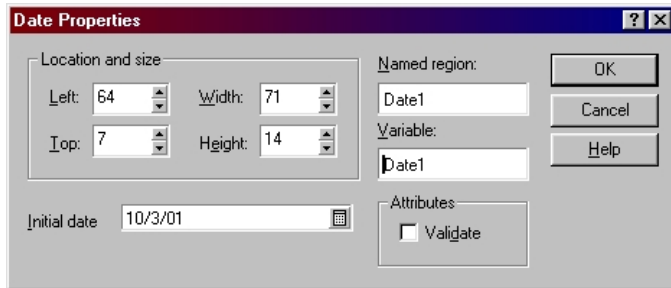 Date Properties
Location and size
Left: 64 Width: 71
Top: 7 Height: 14
Initial date 10/3/01
Named region:
Date1
Variable:
Date1
Attributes
Validate
OK
Cancel
Help